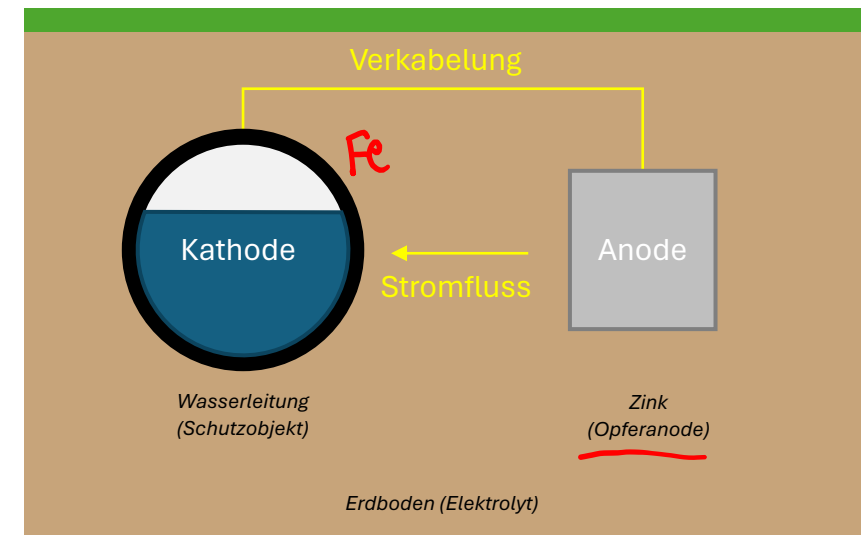 Verkabelung
Fe
Kathode
Anode
Stromfluss
Wasserleitung
(Schutzobjekt)
Zink
(Opferanode)
Erdboden (Elektrolyt)